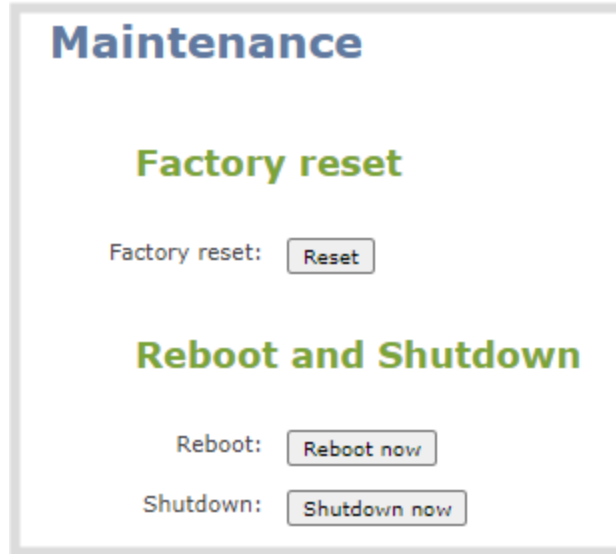 Maintenance
Factory reset
Factory reset: Reset
Reboot and Shutdown
Reboot: Reboot now
Shutdown: Shutdown now